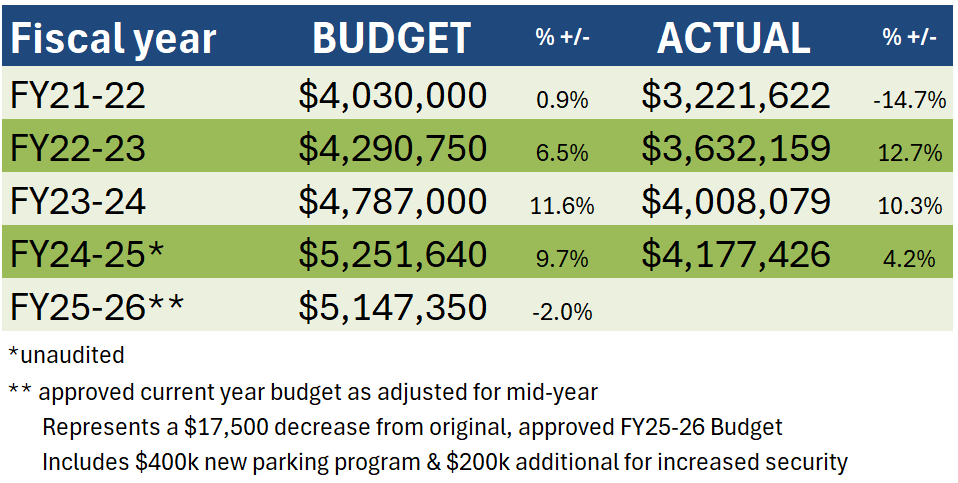 Fiscal year BUDGET % +/- ACTUAL % +/-
FY21-22 $4,030,000 0.9% $3,221,622 -14.7%
FY22-23 $4,290,750 6.5% $3,632,159 12.7%
FY23-24 $4,787,000 11.6% $4,008,079 10.3%
FY24-25* $5,251,640 9.7% $4,177,426 4.2%
FY25-26** $5,147,350 -2.0%
*unaudited
** approved current year budget as adjusted for mid-year
Represents a $17,500 decrease from original, approved FY25-26 Budget
Includes $400k new parking program & $200k additional for increased security